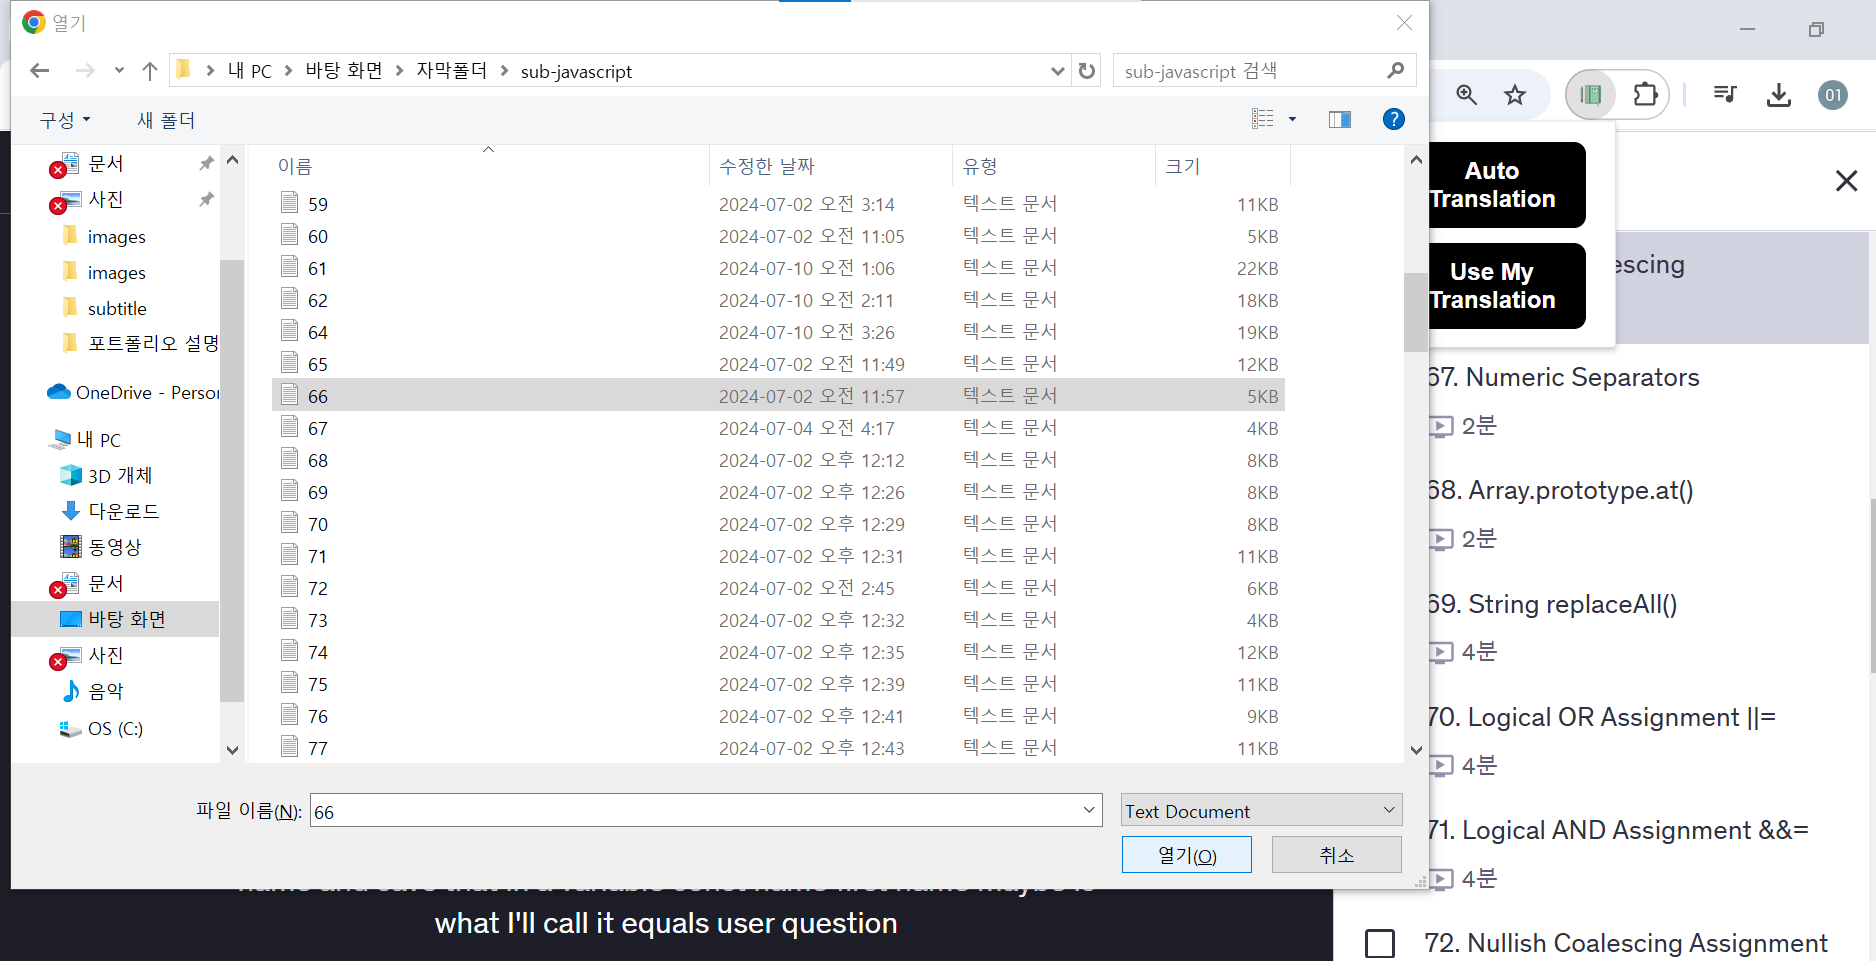 열기
내 PC
바탕 화면
자막폴더
sub-javascript
sub-javascript 검색
구성
새 폴더
?
01
문서
사진
images
images
subtitle
포트폴리오 설명
OneDrive - Person
내 PC
3D 개체
다운로드
동영상
문서
바탕 화면
사진
음악
OS (C:)
이름 수정한 날짜 유형 크기
59 2024-07-02 오전 3:14 텍스트 문서 11KB
60 2024-07-02 오전 11:05 텍스트 문서 5KB
61 2024-07-10 오전 1:06 텍스트 문서 22KB
62 2024-07-10 오전 2:11 텍스트 문서 18KB
64 2024-07-10 오전 3:26 텍스트 문서 19KB
65 2024-07-02 오전 11:49 텍스트 문서 12KB
66 2024-07-02 오전 11:57 텍스트 문서 5KB
67 2024-07-04 오전 4:17 텍스트 문서 4KB
68 2024-07-02 오후 12:12 텍스트 문서 8KB
69 2024-07-02 오후 12:26 텍스트 문서 8KB
70 2024-07-02 오후 12:29 텍스트 문서 8KB
71 2024-07-02 오후 12:31 텍스트 문서 11KB
72 2024-07-02 오전 2:45 텍스트 문서 6KB
73 2024-07-02 오후 12:32 텍스트 문서 4KB
74 2024-07-02 오후 12:35 텍스트 문서 12KB
75 2024-07-02 오후 12:39 텍스트 문서 11KB
76 2024-07-02 오후 12:41 텍스트 문서 9KB
77 2024-07-02 오후 12:43 텍스트 문서 11KB
파일 이름(N): 66
Text Document
열기(O)
취소
Auto
Translation
Use My
Translation
escing
67. Numeric Separators
2분
68. Array.prototype.at()
2분
69. String replaceAll()
4분
70. Logical OR Assignment ||=
4분
71. Logical AND Assignment &&=
4분
72. Nullish Coalescing Assignment
what I'll call it equals user question